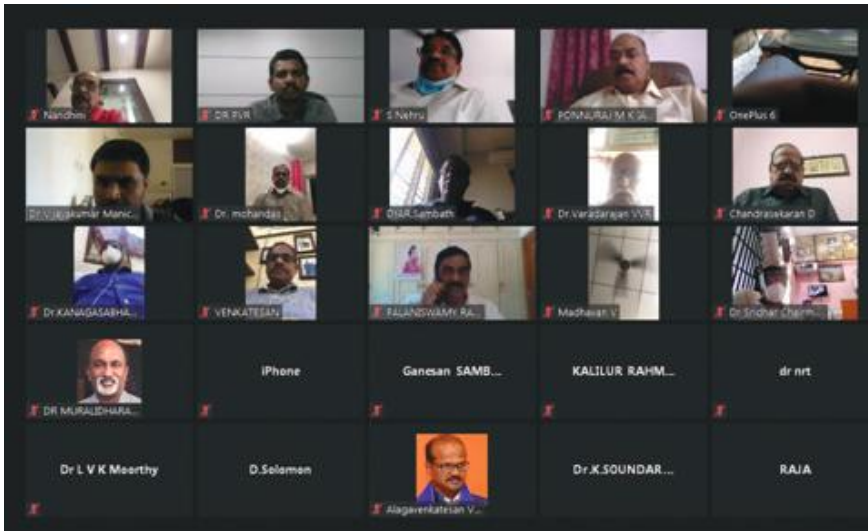 Nandhini
DR PVR
S Nehru
PONNURAJ M K
OnePlus 6
Dr.Vijayakumar Manic...
Dr. mohandas
Sambath
Dr.Varadarajan VVR
Chandrasekaran D
Dr.KANAGASABHA...
VENKATESAN
PALANISWAMY RA...
Madhavan V
Dr Sridhar Chairm...
DR MURALIDHARA...
iPhone
Ganesan SAMB...
KALILUR RAHM...
dr nrt
Dr L V K Moorthy
D.Solomon
Alagavenkatesan V...
Dr.K.SOUNDAR...
RAJA